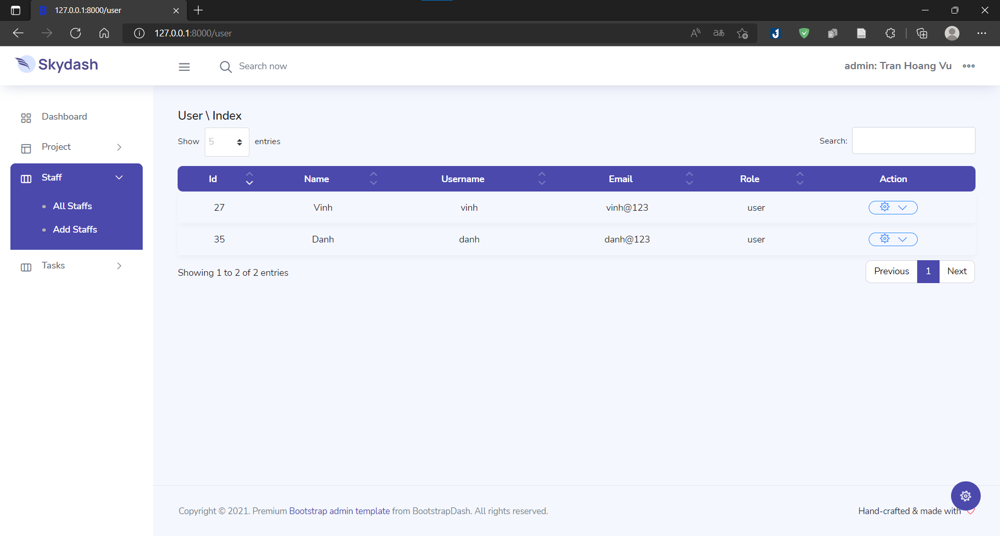 127.0.0.1:8000/user
127.0.0.1:8000/user
Skydash
Search now
admin: Tran Hoang Vu
Dashboard
Project
Staff
All Staffs
Add Staffs
Tasks
User \ Index
Show 5 entries
Search:
Id Name Username Email Role Action
27 Vinh vinh vinh@123 user
35 Danh danh danh@123 user
Showing 1 to 2 of 2 entries
Previous 1 Next
Copyright © 2021. Premium Bootstrap admin template from BootstrapDash. All rights reserved.
Hand-crafted & made with